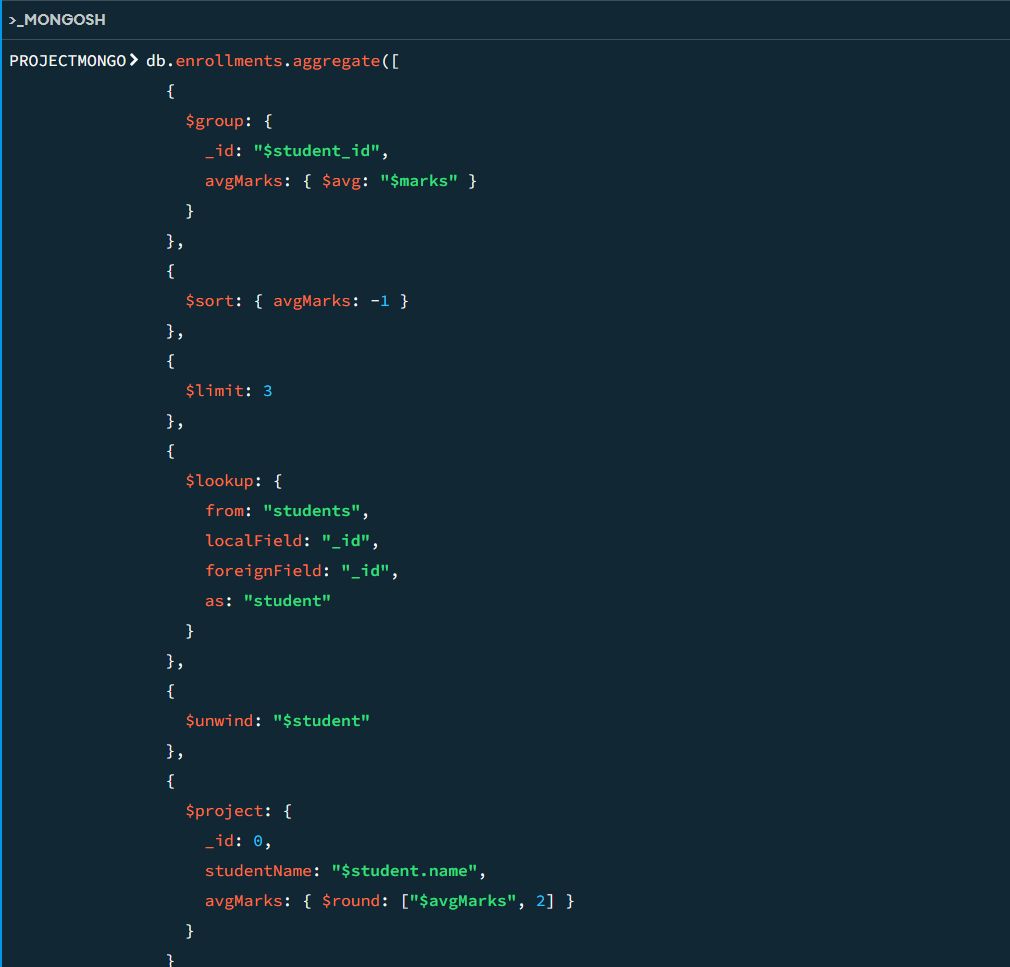 >_MONGOSH
PROJECTMONGO> db.enrollments.aggregate([
{
$group: {
_id: "$student_id",
avgMarks: { $avg: "$marks" }
}
},
{
$sort: { avgMarks: -1 }
},
{
$limit: 3
},
{
$lookup: {
from: "students",
localField: "_id",
foreignField: "_id",
as: "student"
}
},
{
$unwind: "$student"
},
{
$project: {
_id: 0,
studentName: "$student.name",
avgMarks: { $round: ["$avgMarks", 2] }
}
}